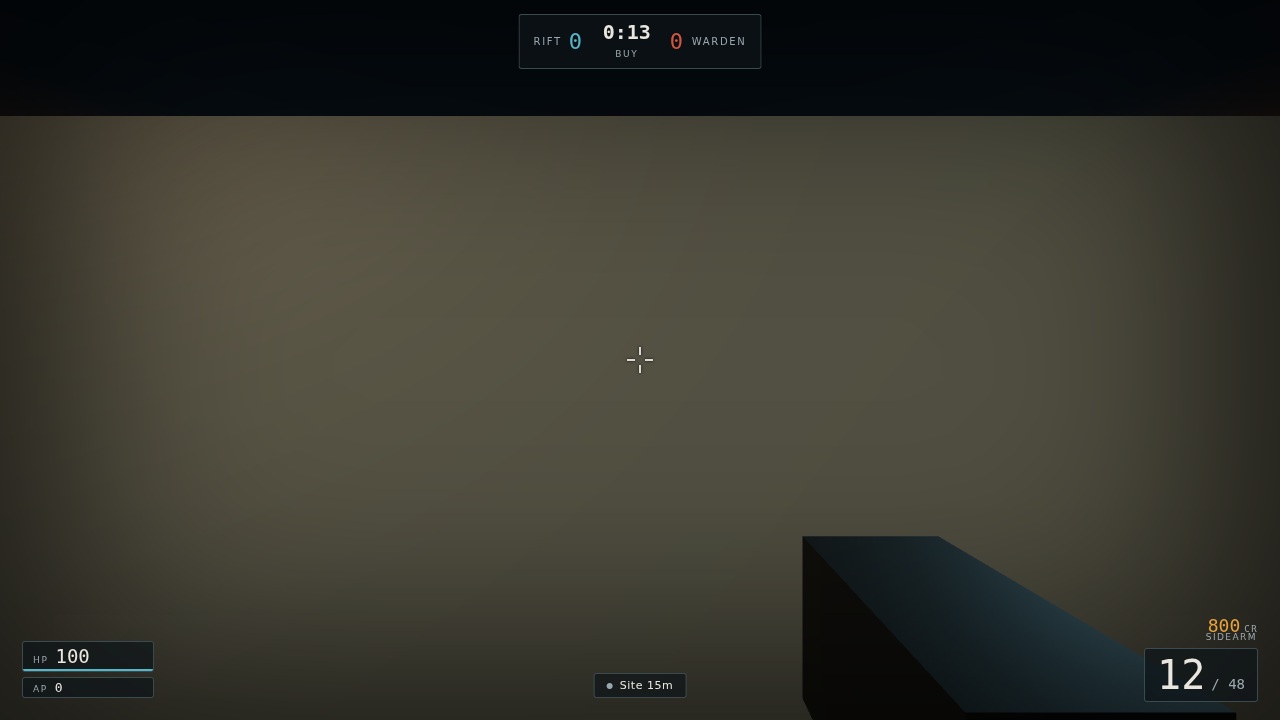 RIFT 0 0:13 0 WARDEN
BUY
800 CR
SIDEARM
HP 100
12 / 48
AP 0
Site 15m